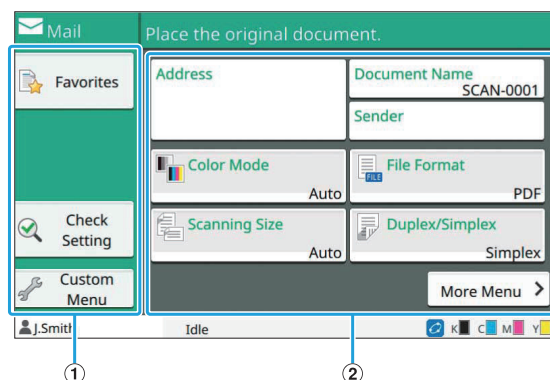 Mail
Place the original document.
Favorites
Check
Setting
Custom
Menu
Address
Document Name
SCAN-0001
Sender
Color Mode
Auto
File Format
FILE
PDF
Scanning Size
Auto
Duplex/Simplex
Simplex
More Menu
J.Smith
Idle
K C M Y
1
2